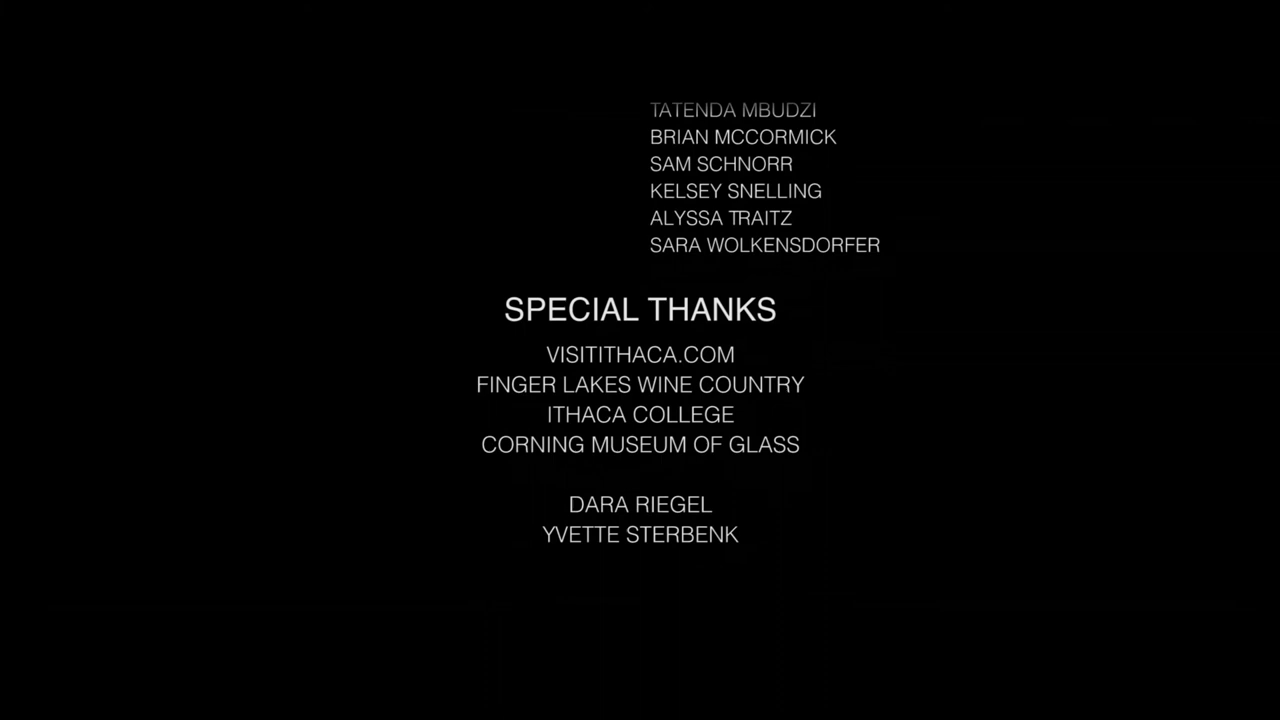 TATENDA MBUDZI
BRIAN MCCORMICK
SAM SCHNORR
KELSEY SNELLING
ALYSSA TRAITZ
SARA WOLKENSDORFER
SPECIAL THANKS
VISITITHACA.COM
FINGER LAKES WINE COUNTRY
ITHACA COLLEGE
CORNING MUSEUM OF GLASS
DARA RIEGEL
YVETTE STERBENK